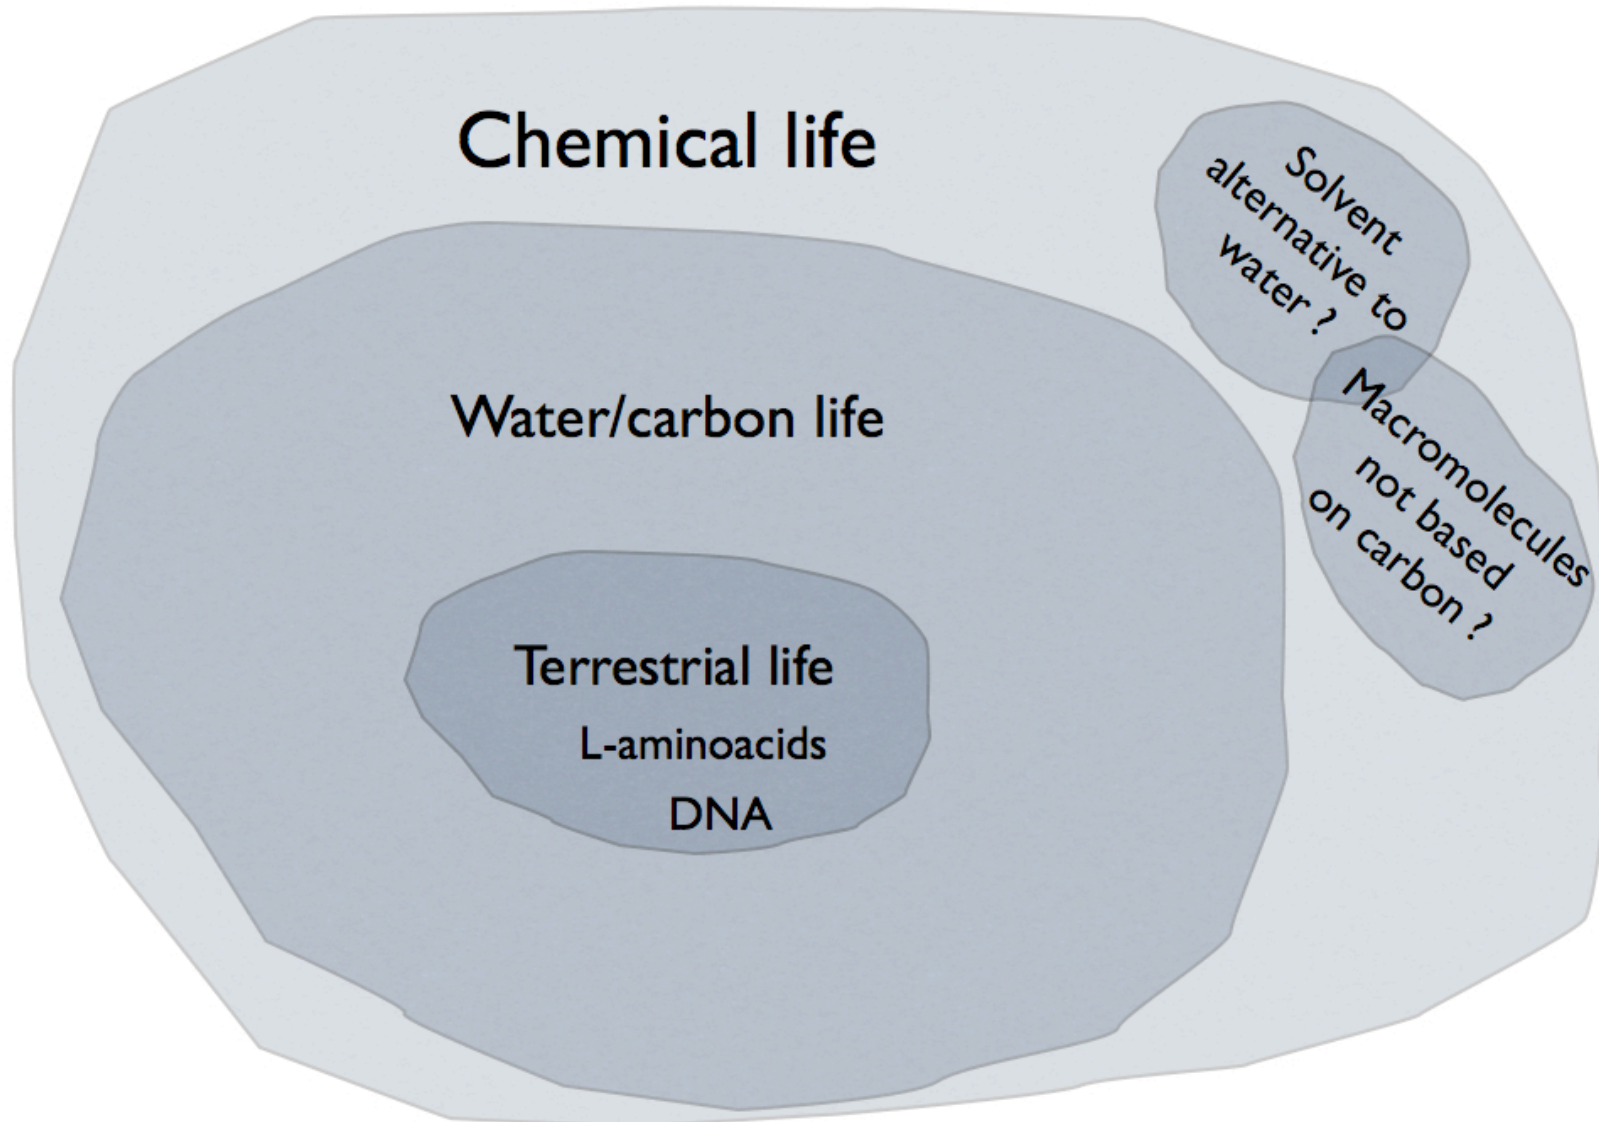 Chemical life
Solvent
alternative to
water ?
Macromolecules
not based
on carbon ?
Water/carbon life
Terrestrial life
L-aminoacids
DNA